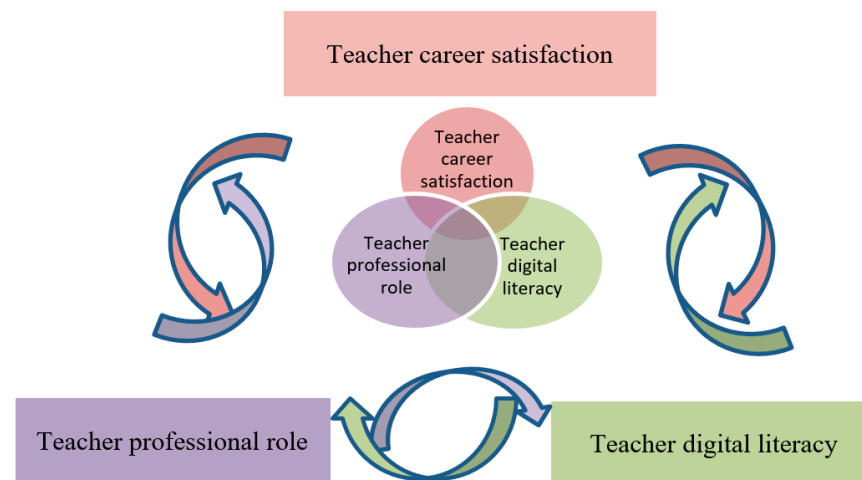 Teacher career satisfaction
Teacher
career
satisfaction
Teacher
professional
role
Teacher
digital
literacy
Teacher professional role
Teacher digital literacy